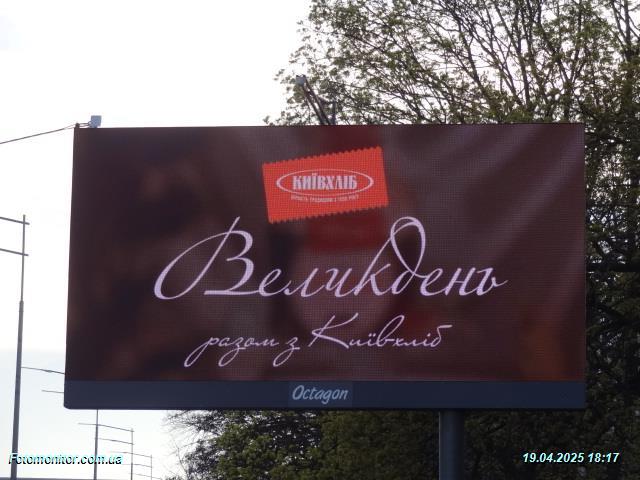 КИЇВХЛІБ
Великдень
разом з Київхліб
Octagon
Fotomonitor.com.ua
19.04.2025 18:17